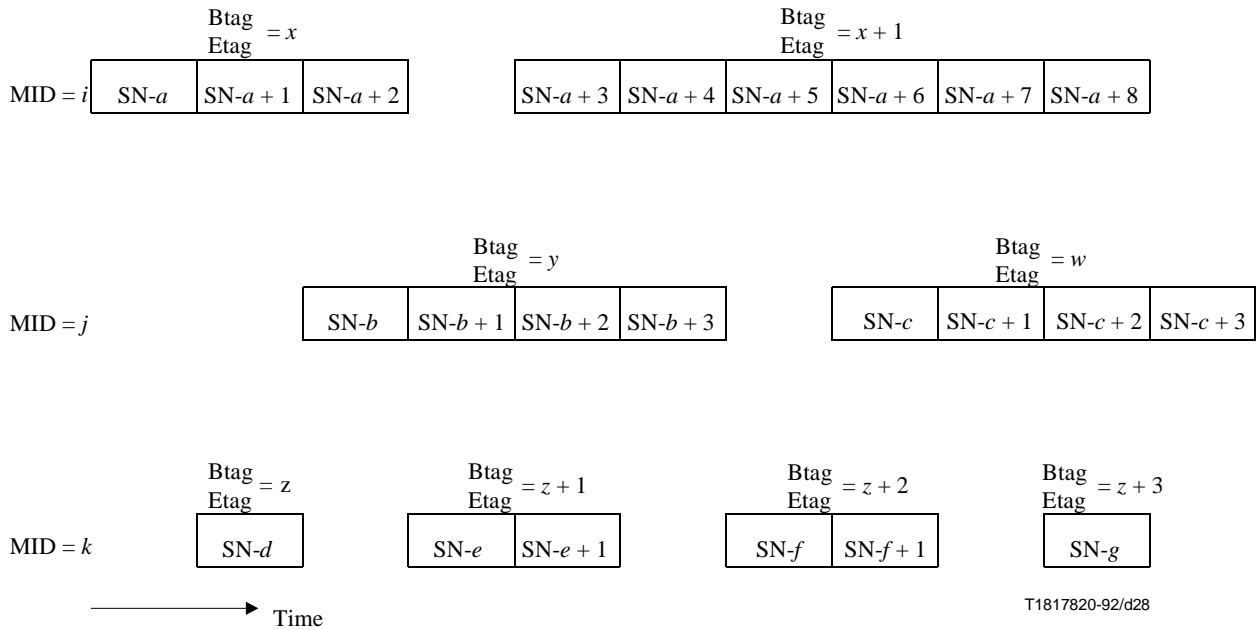 Btag
Etag = x
Btag
Etag = x + 1
MID = i SN-a SN-a + 1 SN-a + 2 SN-a + 3 SN-a + 4 SN-a + 5 SN-a + 6 SN-a + 7 SN-a + 8
Btag
Etag = y
Btag
Etag = w
MID = j SN-b SN-b + 1 SN-b + 2 SN-b + 3 SN-c SN-c + 1 SN-c + 2 SN-c + 3
Btag
Etag = z
Btag
Etag = z + 1
Btag
Etag = z + 2
Btag
Etag = z + 3
MID = k SN-d SN-e SN-e + 1 SN-f SN-f + 1 SN-g
Time
T1817820-92/d28